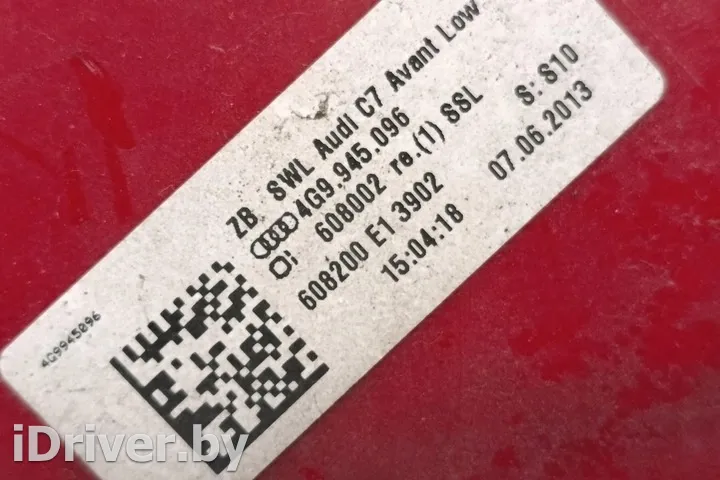 ZB SWL Audi C7 Avant Low
4G9.945.096
608002 re.(1) SSL S: S10
608200 E1 3902 07.06.2013
15:04:18
4G9945096
iDriver.by